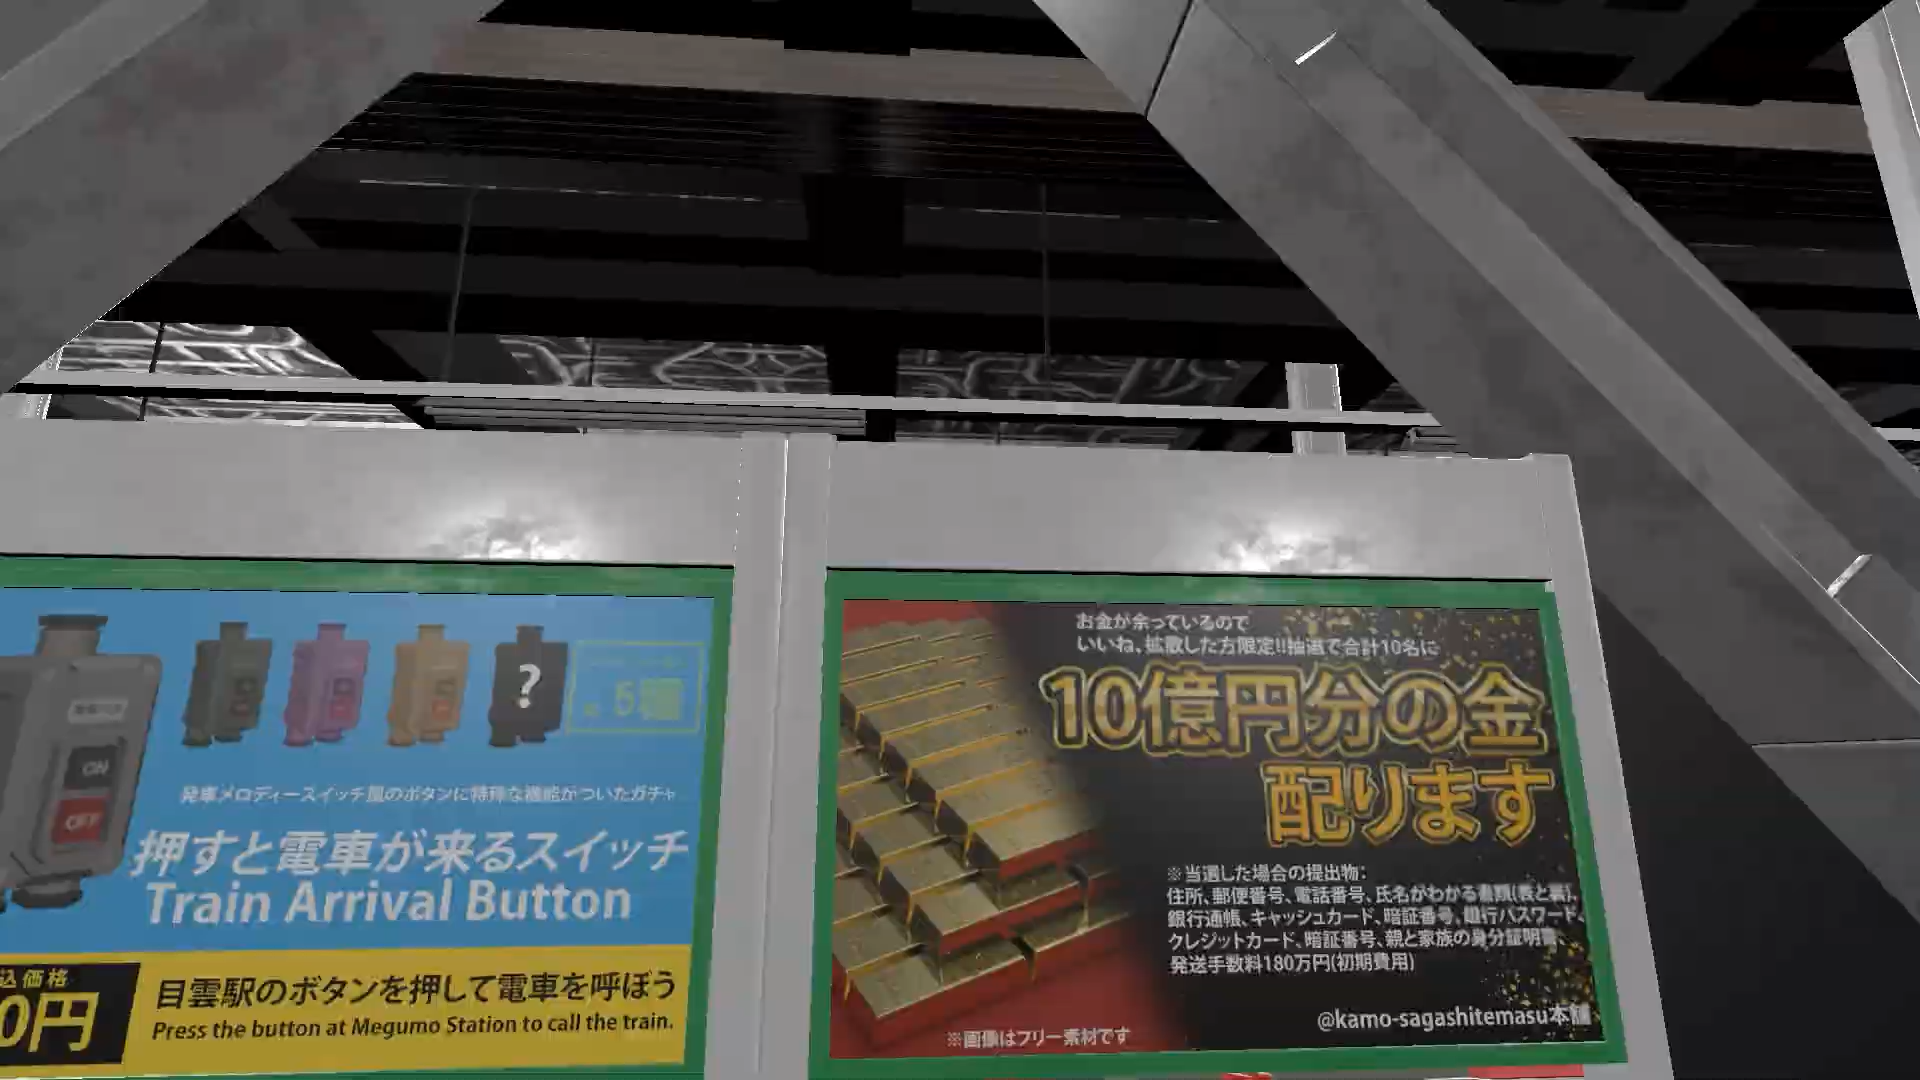 ON
OFF
?
5種
発車メロディースイッチ風のボタンに特殊な機能がついたガチャ
押すと電車が来るスイッチ
Train Arrival Button
込価格
0円
目雲駅のボタンを押して電車を呼ぼう
Press the button at Megumo Station to call the train.
お金が余っているので
いいね、拡散した方限定!!抽選で合計10名に
10億円分の金
配ります
※当選した場合の提出物：
住所、郵便番号、電話番号、氏名がわかる書類(表と裏)、
銀行通帳、キャッシュカード、暗証番号、銀行パスワード、
クレジットカード、暗証番号、親と家族の身分証明書
発送手数料180万円(初期費用)
@kamo-sagashitemasu本舗
※画像はフリー素材です